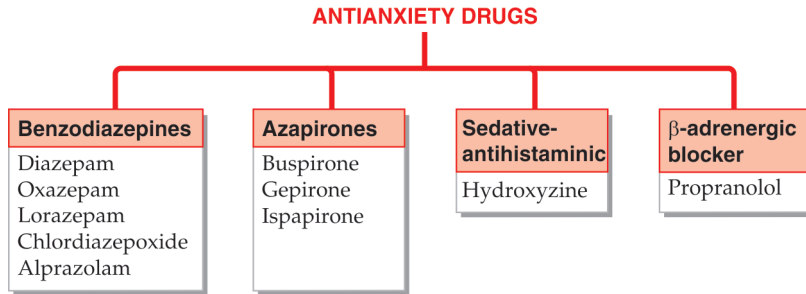 ANTIANXIETY DRUGS
Benzodiazepines
Diazepam
Oxazepam
Lorazepam
Chlordiazepoxide
Alprazolam
Azapirones
Buspirone
Gepirone
Ispapirone
Sedative-
antihistaminic
Hydroxyzine
β-adrenergic
blocker
Propranolol